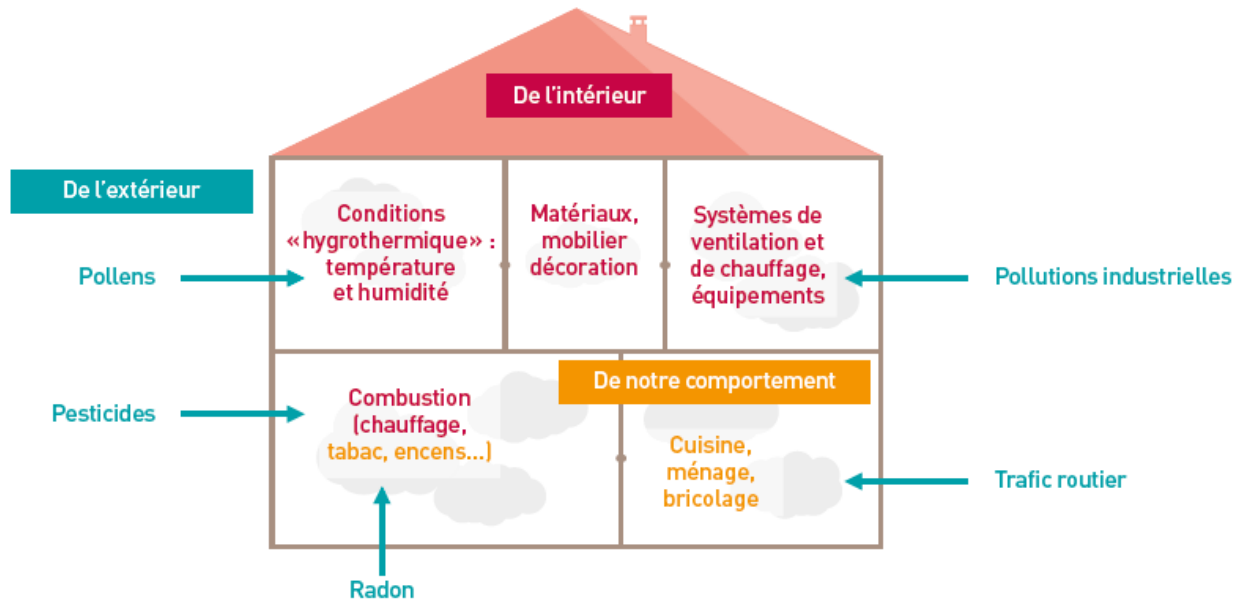 De l'intérieur
De l'extérieur
Conditions
«hygrothermique» :
température
et humidité
Matériaux,
mobilier
décoration
Systèmes de
ventilation et
de chauffage,
équipements
Pollens
Pollutions industrielles
De notre comportement
Combustion
(chauffage,
tabac, encens...)
Pesticides
Cuisine,
ménage,
bricolage
Trafic routier
Radon